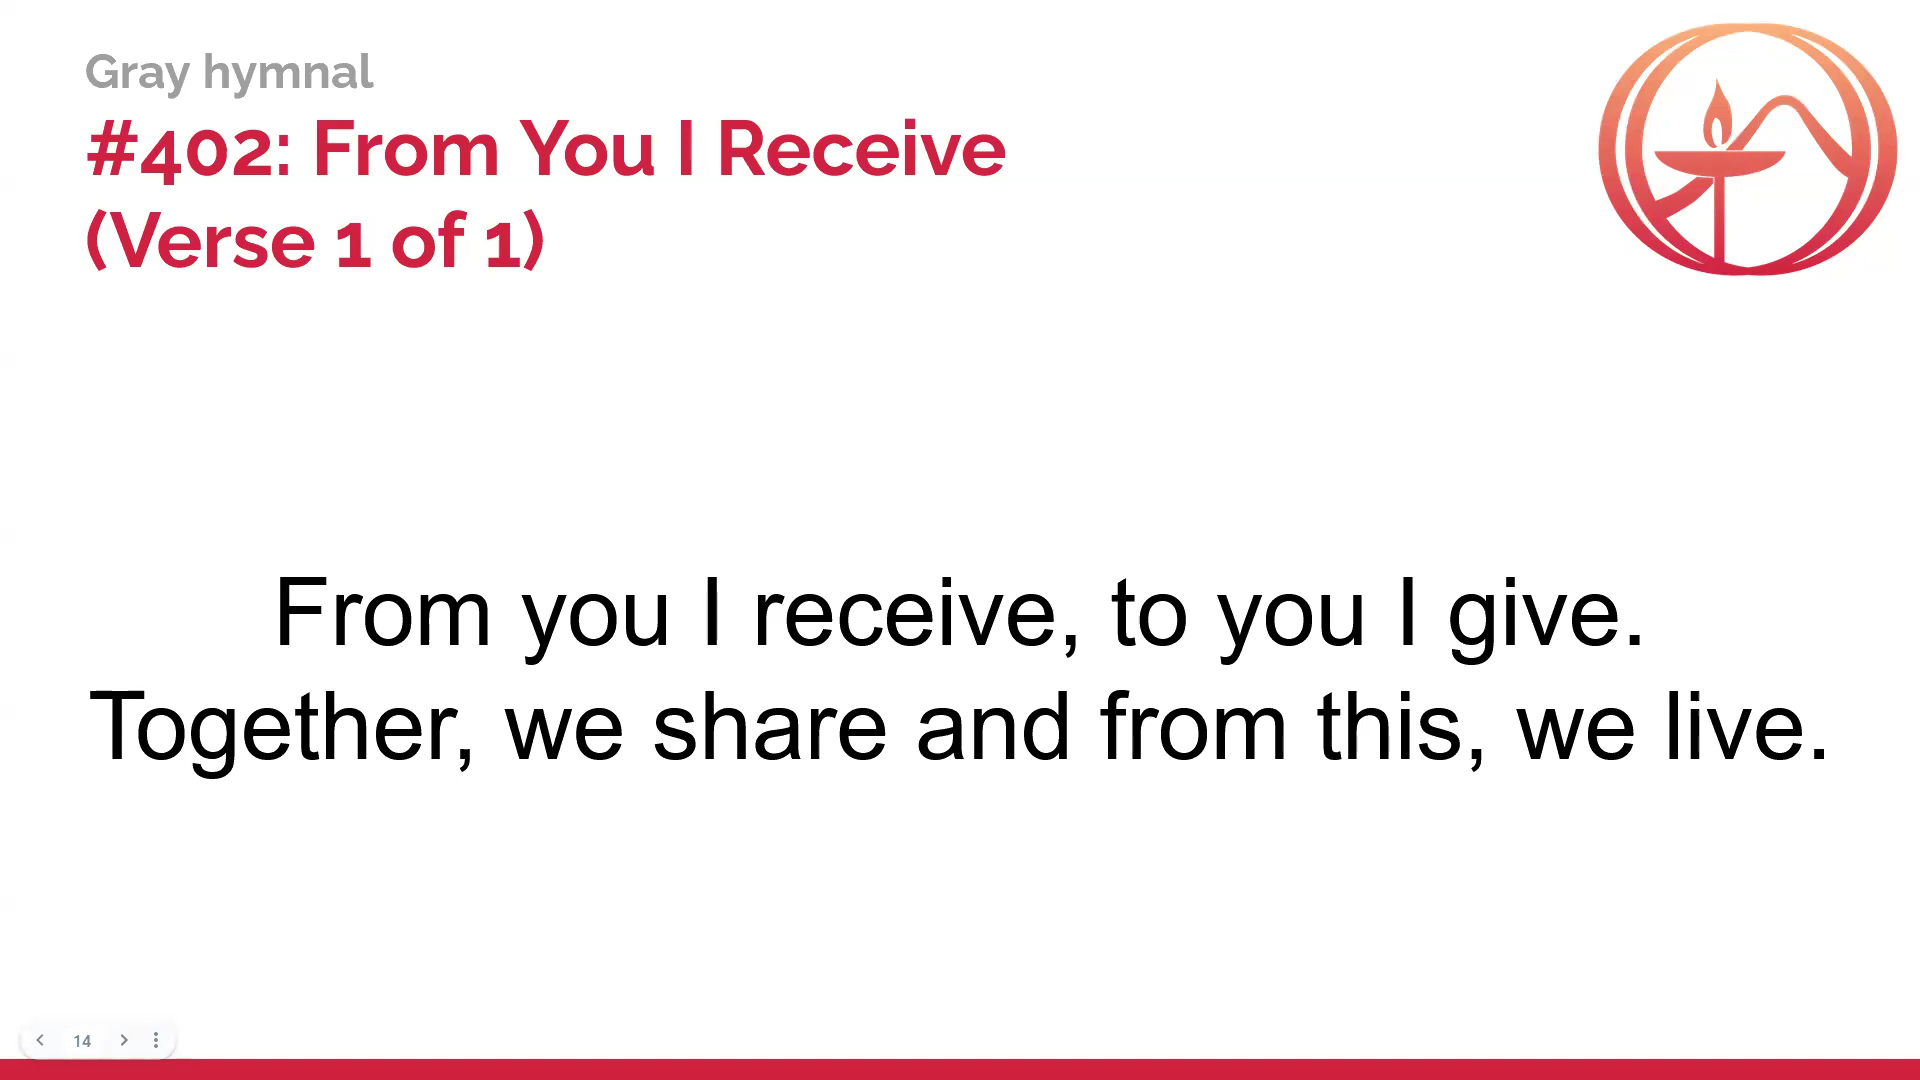 Gray hymnal
#402: From You I Receive
(Verse 1 of 1)
From you I receive, to you I give.
Together, we share and from this, we live.
14